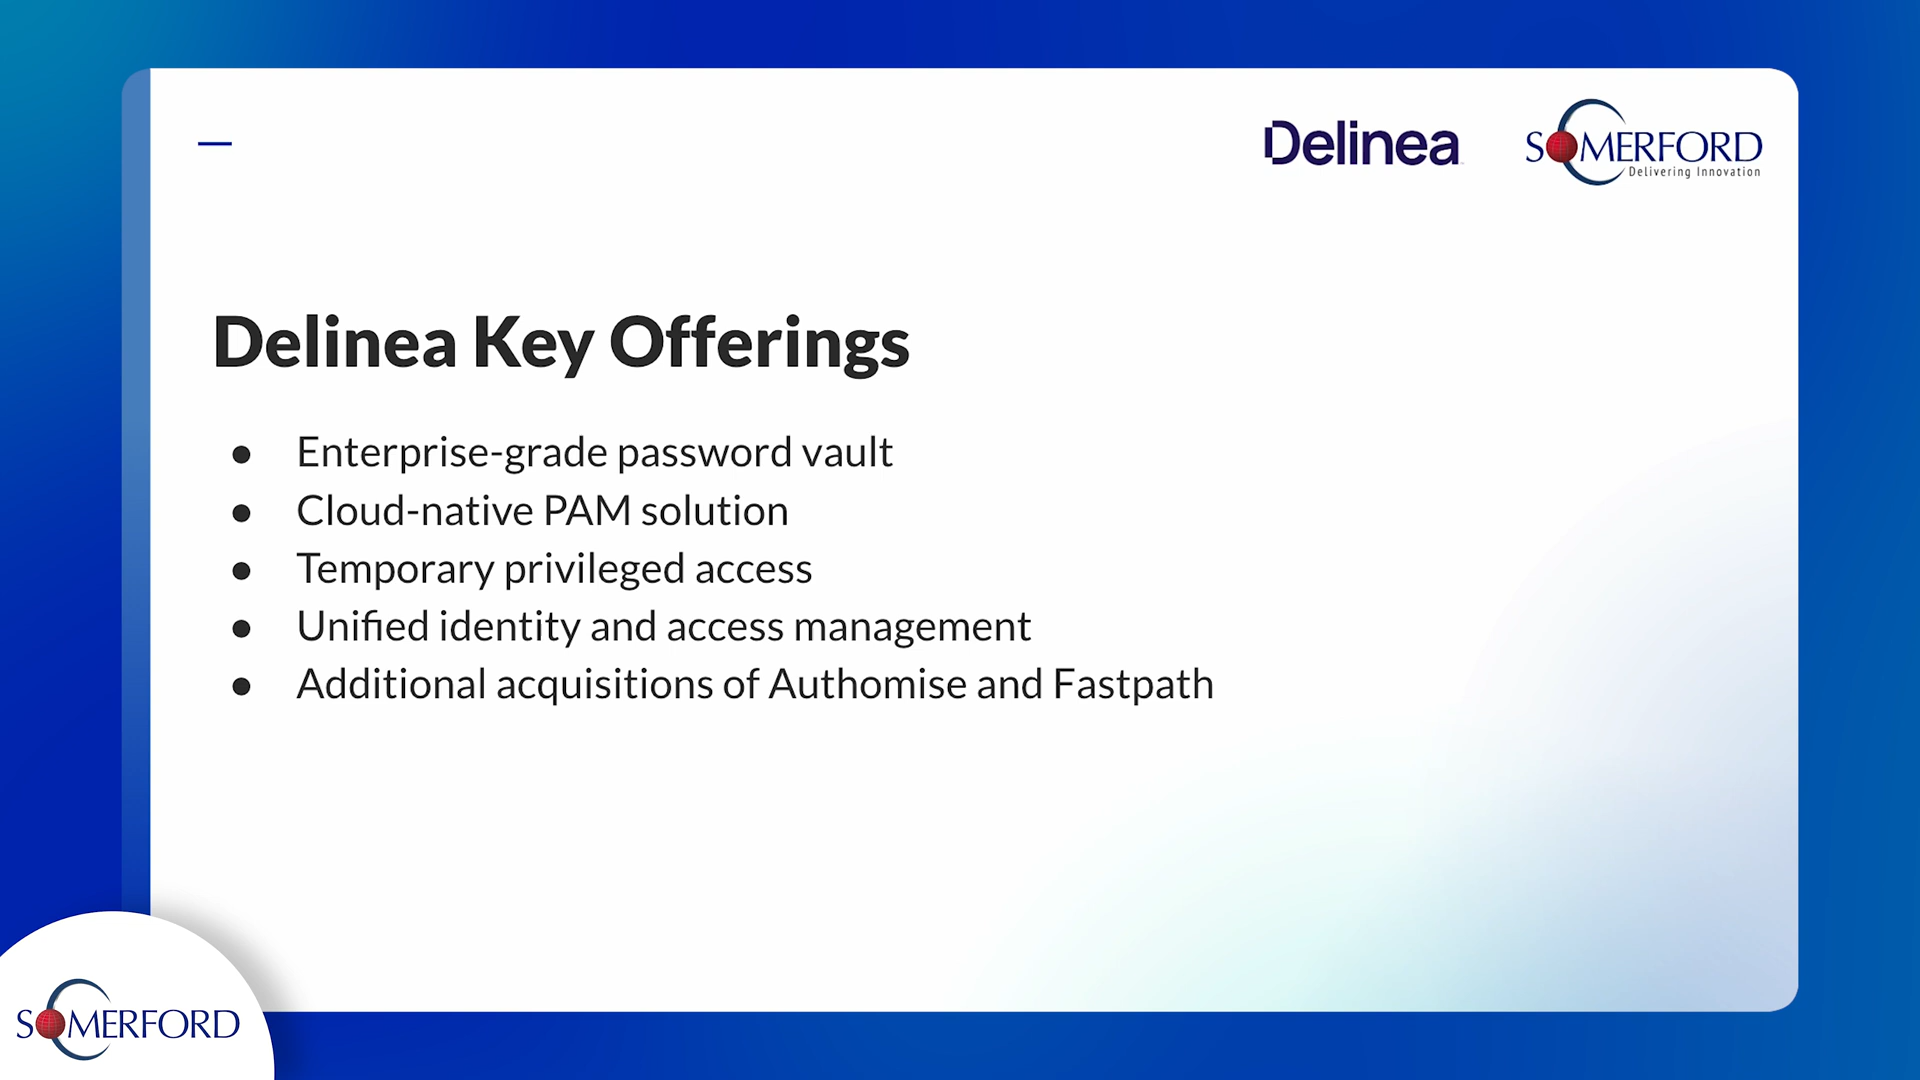 Delinea
SOMERFORD
Delivering Innovation
Delinea Key Offerings
● Enterprise-grade password vault
● Cloud-native PAM solution
● Temporary privileged access
● Unified identity and access management
● Additional acquisitions of Authomise and Fastpath
SOMERFORD